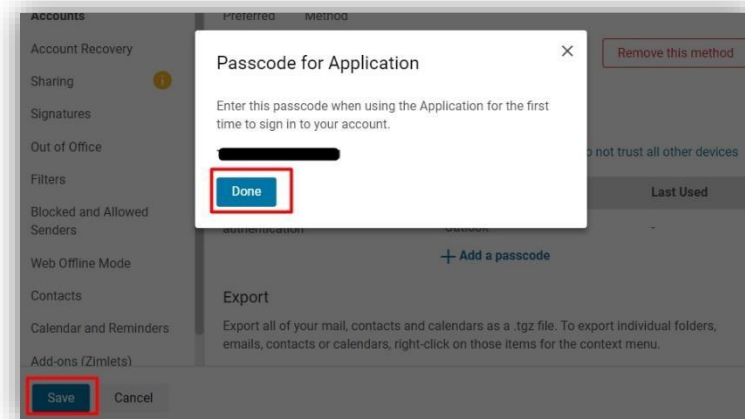 Accounts
Preferred Method
Account Recovery
Sharing
Signatures
Out of Office
Filters
Blocked and Allowed
Senders
Web Offline Mode
Contacts
Calendar and Reminders
Add-ons (Zimlets)
Save
Cancel
Passcode for Application
Enter this passcode when using the Application for the first
time to sign in to your account.
Done
Remove this method
not trust all other devices
Last Used
authentication
Outlook
-
+ Add a passcode
Export
Export all of your mail, contacts and calendars as a .tgz file. To export individual folders,
emails, contacts or calendars, right-click on those items for the context menu.